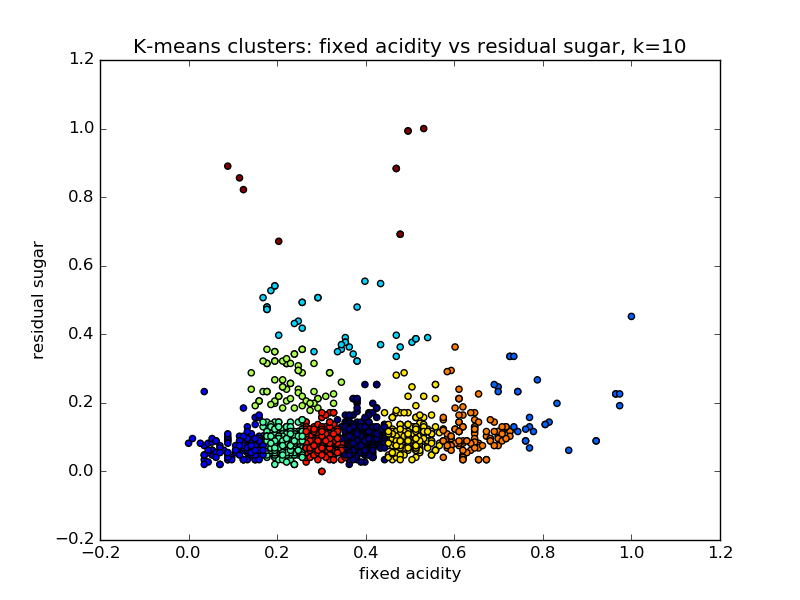 K-means clusters: fixed acidity vs residual sugar, k=10
1.2
1.0
0.8
0.6
0.4
0.2
0.0
−0.2
residual sugar
−0.2 0.0 0.2 0.4 0.6 0.8 1.0 1.2
fixed acidity